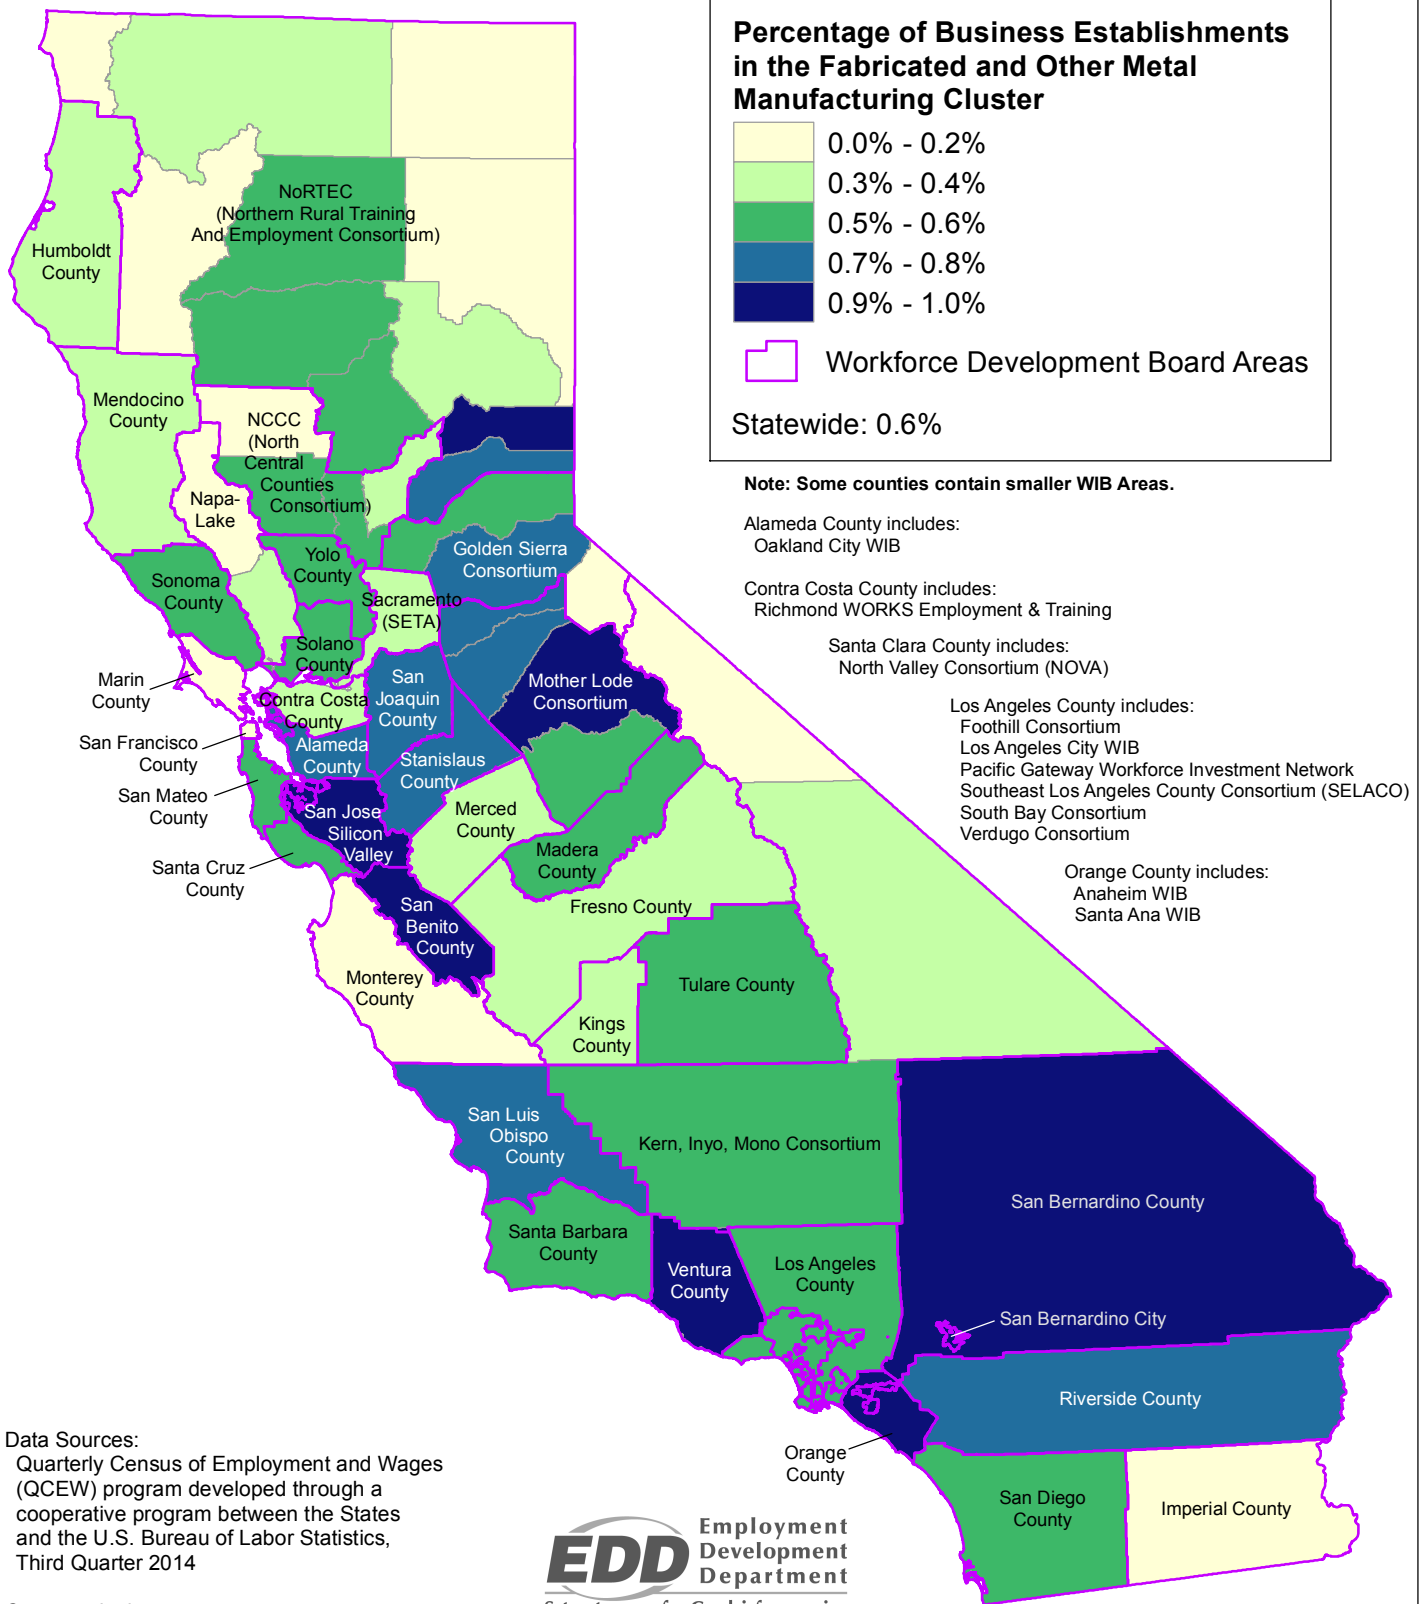 Percentage of Business Establishments
in the Fabricated and Other Metal
Manufacturing Cluster
0.0% - 0.2%
0.3% - 0.4%
0.5% - 0.6%
0.7% - 0.8%
0.9% - 1.0%
Workforce Development Board Areas
Statewide: 0.6%
Note: Some counties contain smaller WIB Areas.
Alameda County includes:
Oakland City WIB
Contra Costa County includes:
Richmond WORKS Employment & Training
Santa Clara County includes:
North Valley Consortium (NOVA)
Los Angeles County includes:
Foothill Consortium
Los Angeles City WIB
Pacific Gateway Workforce Investment Network
Southeast Los Angeles County Consortium (SELACO)
South Bay Consortium
Verdugo Consortium
Orange County includes:
Anaheim WIB
Santa Ana WIB
NoRTEC
(Northern Rural Training
And Employment Consortium)
Humboldt
County
Mendocino
County
NCCC
(North
Central
Counties
Consortium)
Napa-
Lake
Yolo
County
Golden Sierra
Consortium
Sonoma
County
Sacramento
(SETA)
Solano
County
Marin
County
Contra Costa
County
San
Joaquin
County
Mother Lode
Consortium
San Francisco
County
Alameda
County
Stanislaus
County
San Mateo
County
San Jose
Silicon
Valley
Merced
County
Santa Cruz
County
Madera
County
San
Benito
County
Fresno County
Monterey
County
Tulare County
Kings
County
San Luis
Obispo
County
Kern, Inyo, Mono Consortium
San Bernardino County
Santa Barbara
County
Ventura
County
Los Angeles
County
San Bernardino City
Riverside County
Orange
County
San Diego
County
Imperial County
Data Sources:
Quarterly Census of Employment and Wages
(QCEW) program developed through a
cooperative program between the States
and the U.S. Bureau of Labor Statistics,
Third Quarter 2014
EDD
Employment
Development
Department